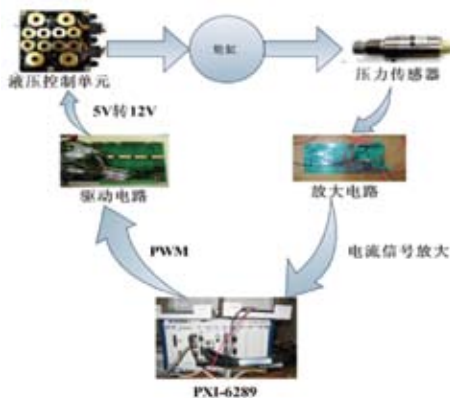 轮缸
液压控制单元
压力传感器
5V转12V
驱动电路
放大电路
PWM
电流信号放大
PXI-6289